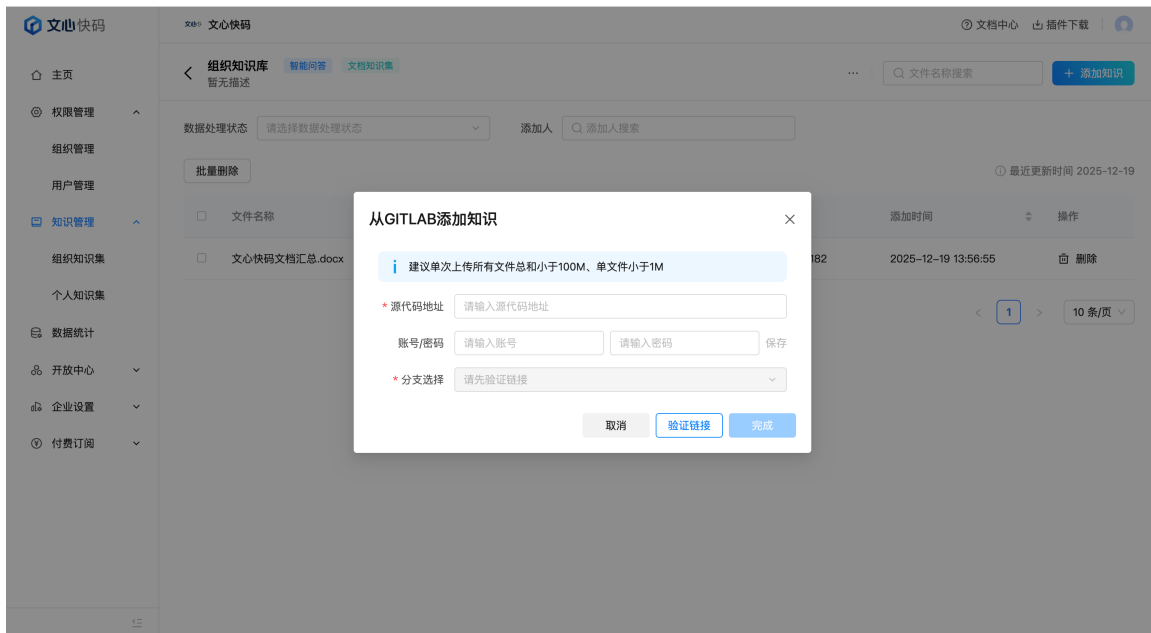 文心快码
文心快码 文心快码
文档中心 插件下载
主页
权限管理
组织管理
用户管理
知识管理
组织知识集
个人知识集
数据统计
开放中心
企业设置
付费订阅
组织知识库 智能问答 文档知识集
暂无描述
... 文件名称搜索 + 添加知识
数据处理状态 请选择数据处理状态 添加人 添加人搜索
批量删除 最近更新时间 2025-12-19
文件名称 添加时间 操作
文心快码文档汇总.docx 182 2025-12-19 13:56:55 删除
< 1 > 10 条/页
从GITLAB添加知识
建议单次上传所有文件总和小于100M、单文件小于1M
* 源代码地址 请输入源代码地址
账号/密码 请输入账号 请输入密码 保存
* 分支选择 请先验证链接
取消 验证链接 完成